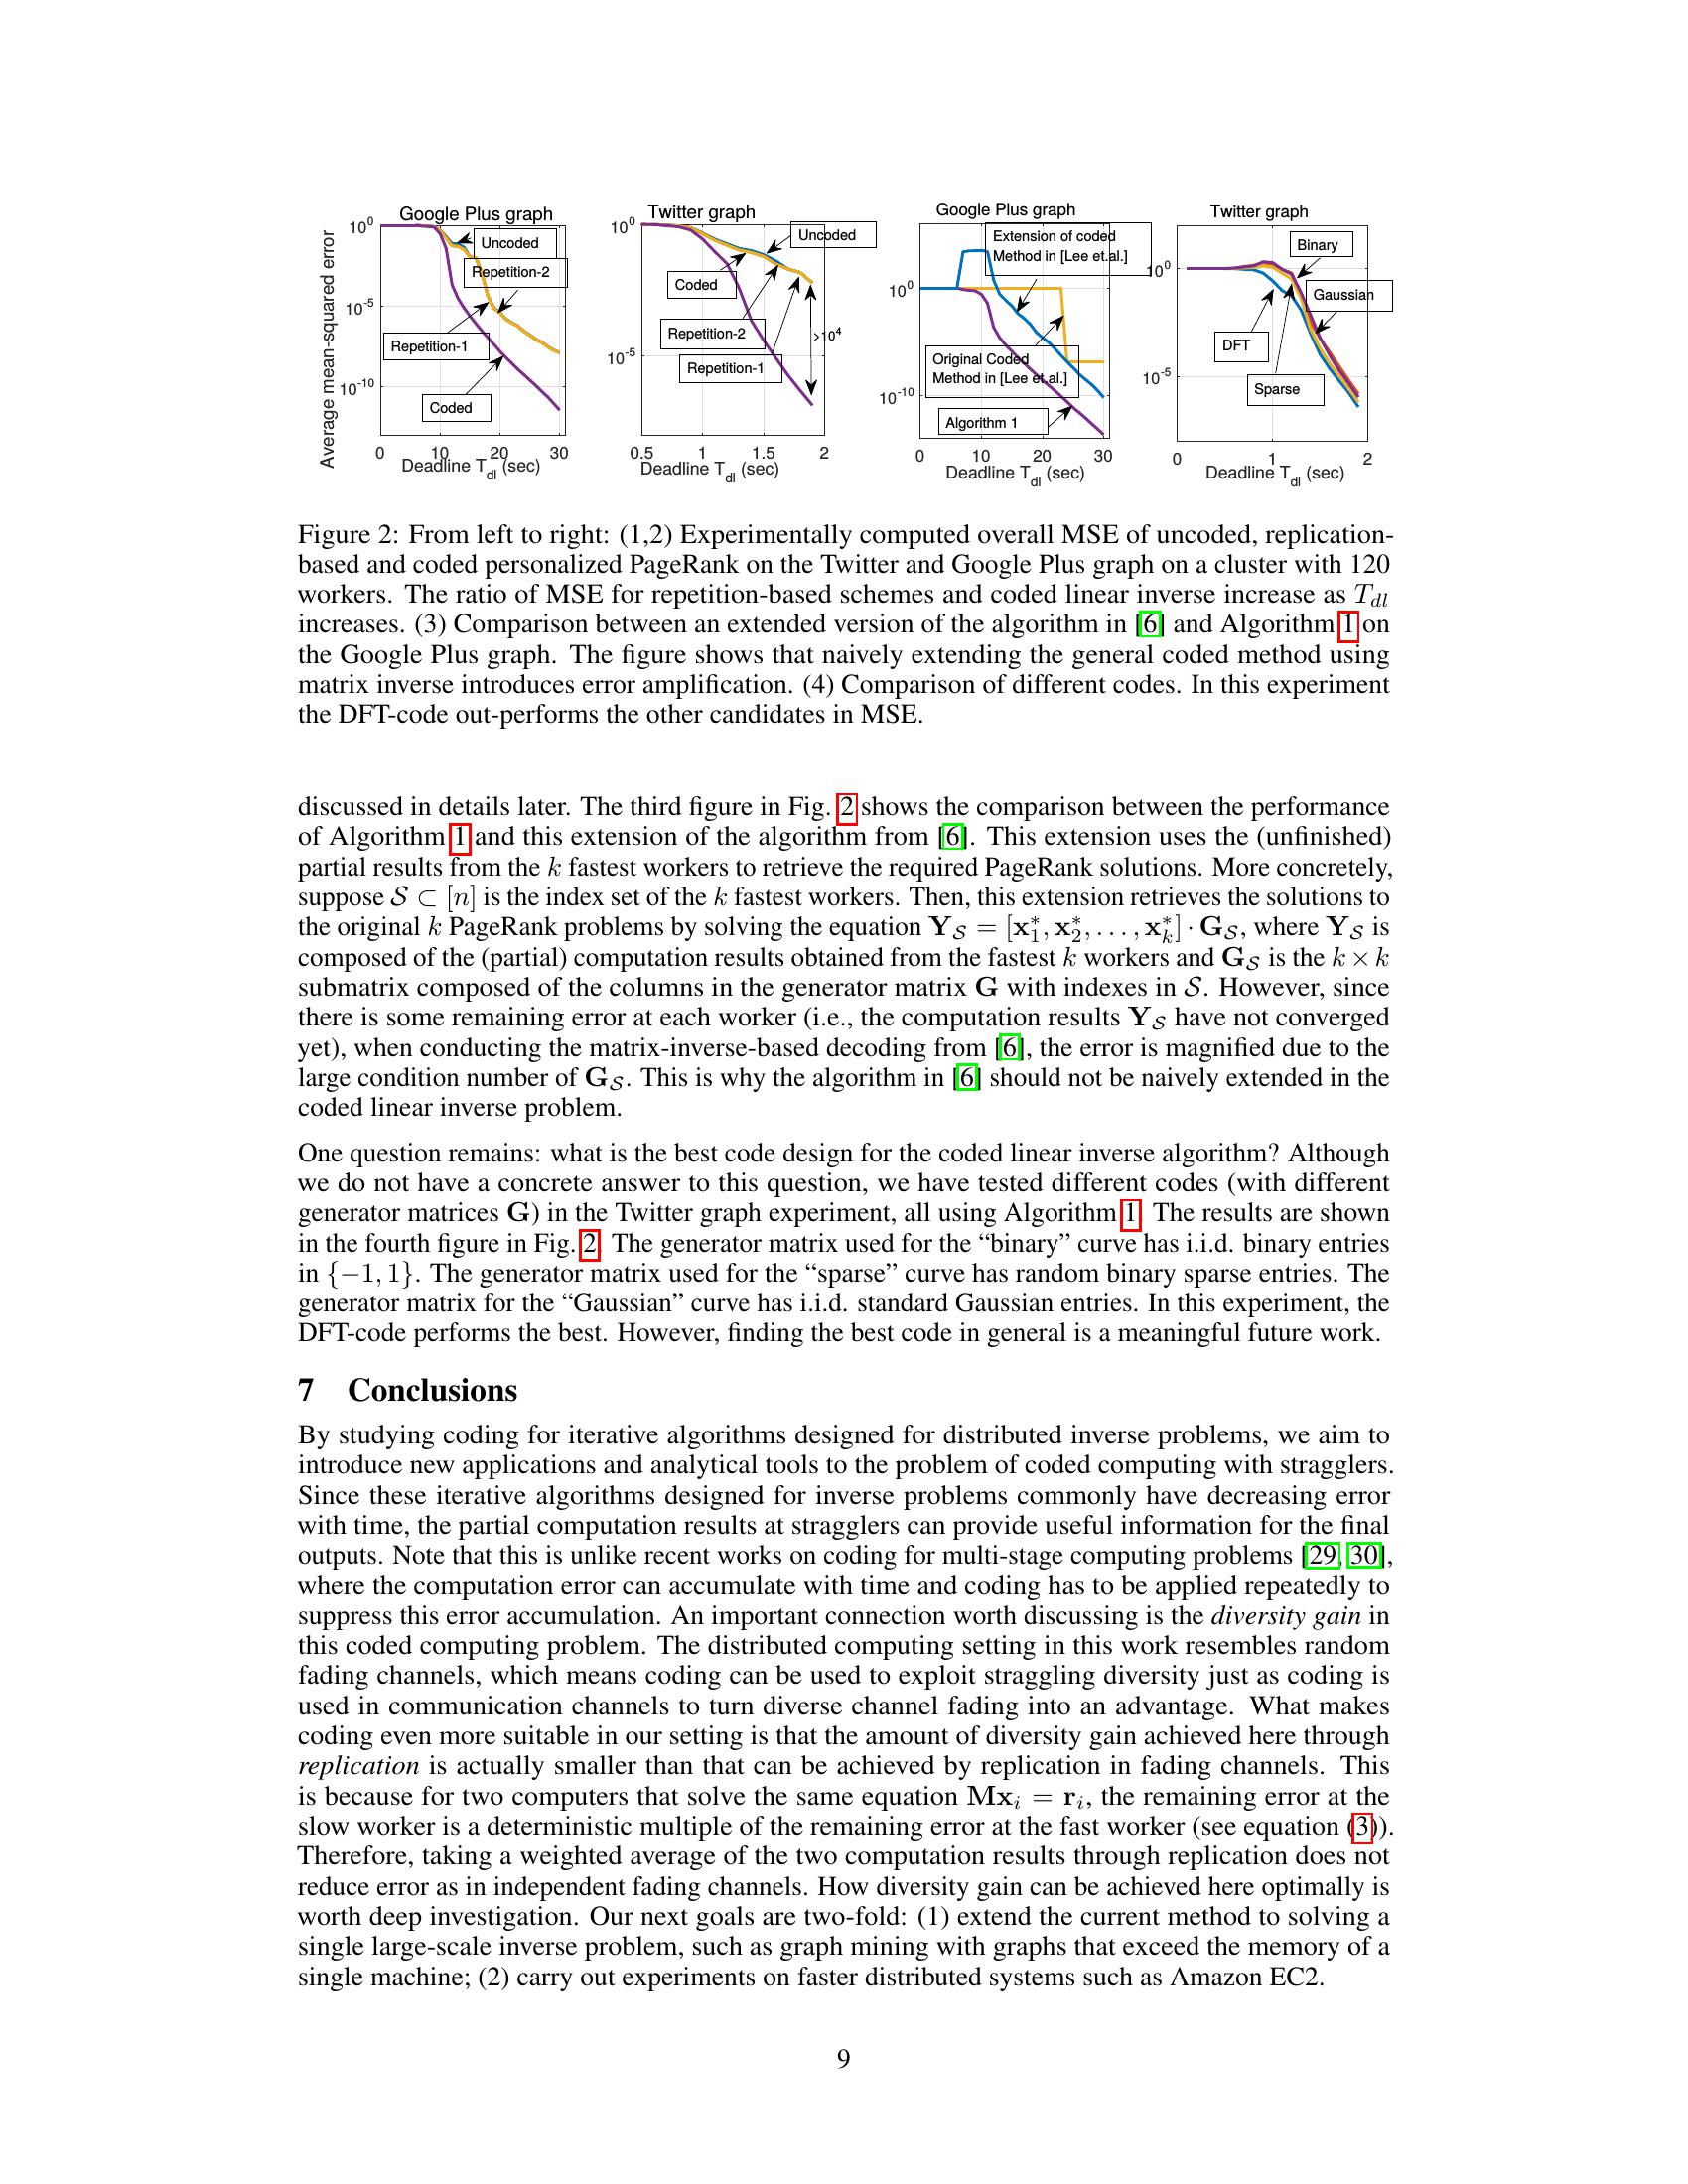 Google Plus graph
Average mean-squared error
10^0
10^-5
10^-10
Uncoded
Repetition-2
Repetition-1
Coded
0 10 20 30
Deadline T_dl (sec)
Twitter graph
10^0
10^-5
Uncoded
Coded
Repetition-2
Repetition-1
>10^4
0.5 1 1.5 2
Deadline T_dl (sec)
Google Plus graph
Extension of coded
Method in [Lee et.al.]
10^0
10^-10
Original Coded
Method in [Lee et.al.]
Algorithm 1
0 10 20 30
Deadline T_dl (sec)
Twitter graph
10^0
10^-5
Binary
Gaussian
DFT
Sparse
0 1 2
Deadline T_dl (sec)
Figure 2: From left to right: (1,2) Experimentally computed overall MSE of uncoded, replication-
based and coded personalized PageRank on the Twitter and Google Plus graph on a cluster with 120
workers. The ratio of MSE for repetition-based schemes and coded linear inverse increase as T_dl
increases. (3) Comparison between an extended version of the algorithm in [6] and Algorithm 1 on
the Google Plus graph. The figure shows that naively extending the general coded method using
matrix inverse introduces error amplification. (4) Comparison of different codes. In this experiment
the DFT-code out-performs the other candidates in MSE.
discussed in details later. The third figure in Fig. 2 shows the comparison between the performance
of Algorithm 1 and this extension of the algorithm from [6]. This extension uses the (unfinished)
partial results from the k fastest workers to retrieve the required PageRank solutions. More concretely,
suppose S ⊂ [n] is the index set of the k fastest workers. Then, this extension retrieves the solutions to
the original k PageRank problems by solving the equation Y_S = [x*_1, x*_2, . . . , x*_k] · G_S, where Y_S is
composed of the (partial) computation results obtained from the fastest k workers and G_S is the k × k
submatrix composed of the columns in the generator matrix G with indexes in S. However, since
there is some remaining error at each worker (i.e., the computation results Y_S have not converged
yet), when conducting the matrix-inverse-based decoding from [6], the error is magnified due to the
large condition number of G_S. This is why the algorithm in [6] should not be naively extended in the
coded linear inverse problem.
One question remains: what is the best code design for the coded linear inverse algorithm? Although
we do not have a concrete answer to this question, we have tested different codes (with different
generator matrices G) in the Twitter graph experiment, all using Algorithm 1. The results are shown
in the fourth figure in Fig. 2. The generator matrix used for the “binary” curve has i.i.d. binary entries
in {−1, 1}. The generator matrix used for the “sparse” curve has random binary sparse entries. The
generator matrix for the “Gaussian” curve has i.i.d. standard Gaussian entries. In this experiment, the
DFT-code performs the best. However, finding the best code in general is a meaningful future work.
7 Conclusions
By studying coding for iterative algorithms designed for distributed inverse problems, we aim to
introduce new applications and analytical tools to the problem of coded computing with stragglers.
Since these iterative algorithms designed for inverse problems commonly have decreasing error
with time, the partial computation results at stragglers can provide useful information for the final
outputs. Note that this is unlike recent works on coding for multi-stage computing problems [29, 30],
where the computation error can accumulate with time and coding has to be applied repeatedly to
suppress this error accumulation. An important connection worth discussing is the diversity gain in
this coded computing problem. The distributed computing setting in this work resembles random
fading channels, which means coding can be used to exploit straggling diversity just as coding is
used in communication channels to turn diverse channel fading into an advantage. What makes
coding even more suitable in our setting is that the amount of diversity gain achieved here through
replication is actually smaller than that can be achieved by replication in fading channels. This
is because for two computers that solve the same equation Mx_i = r_i, the remaining error at the
slow worker is a deterministic multiple of the remaining error at the fast worker (see equation (3)).
Therefore, taking a weighted average of the two computation results through replication does not
reduce error as in independent fading channels. How diversity gain can be achieved here optimally is
worth deep investigation. Our next goals are two-fold: (1) extend the current method to solving a
single large-scale inverse problem, such as graph mining with graphs that exceed the memory of a
single machine; (2) carry out experiments on faster distributed systems such as Amazon EC2.
9